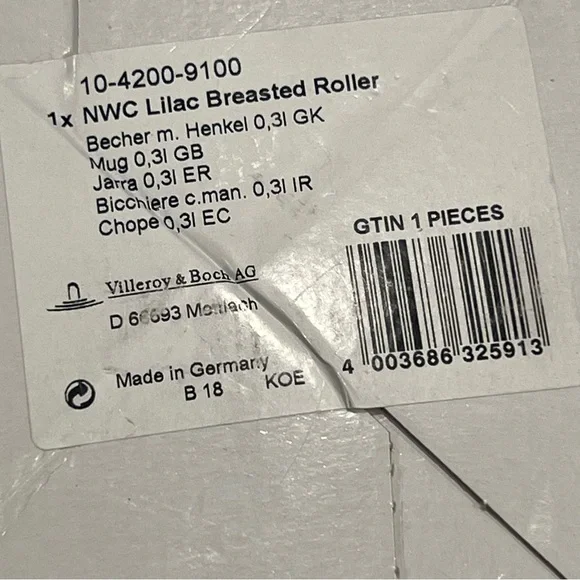 10-4200-9100
1x NWC Lilac Breasted Roller
Becher m. Henkel 0,3l GK
Mug 0,3l GB
Jarra 0,3l ER
Bicchiere c.man. 0,3l IR
Chope 0,3l EC
GTIN 1 PIECES
Villeroy & Boch AG
D 66693 Mettlach
4 003686 325913
Made in Germany
B 18 KOE